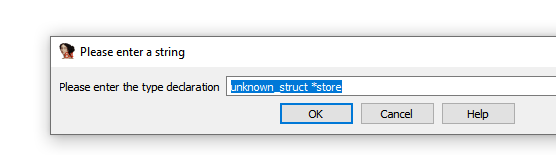 Please enter a string
Please enter the type declaration unknown_struct *store
OK Cancel Help